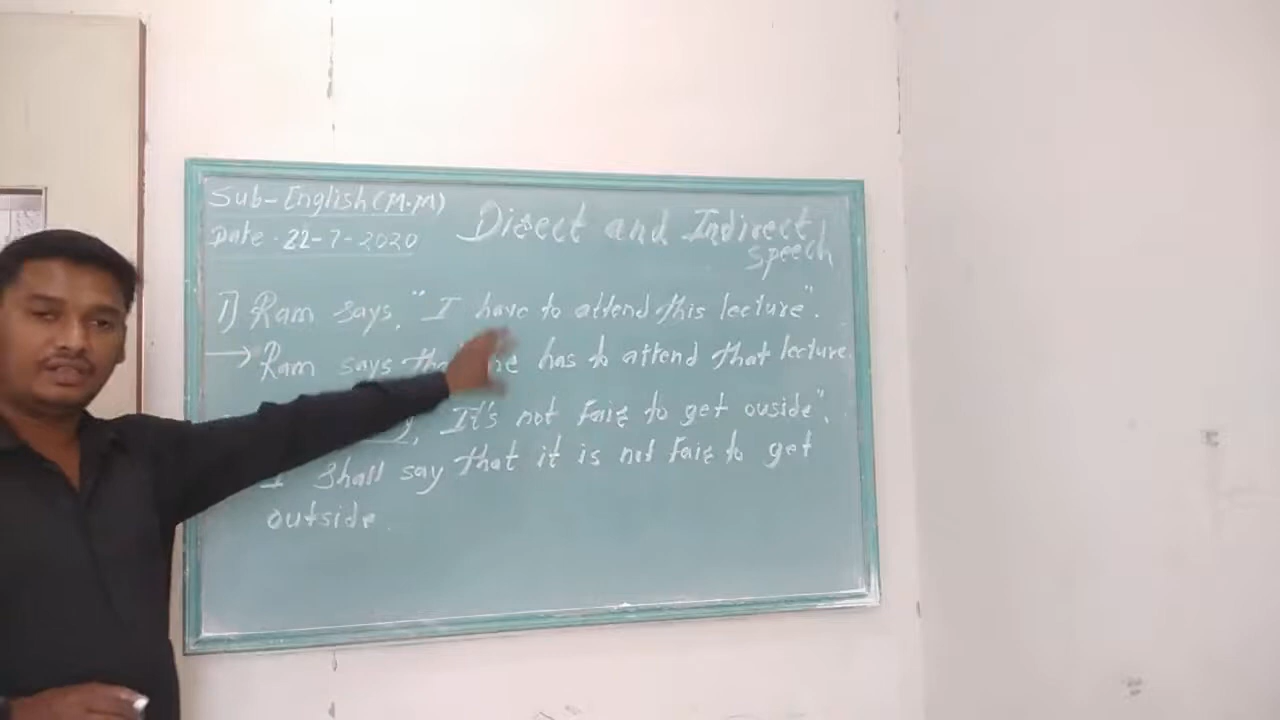 Sub-English(M.M)
Date. 22-7-2020
Direct and Indirect
speech
1] Ram says, "I have to attend this lecture".
→ Ram says that he has to attend that lecture.
It's not fair to get ouside".
I shall say that it is not fair to get
outside.